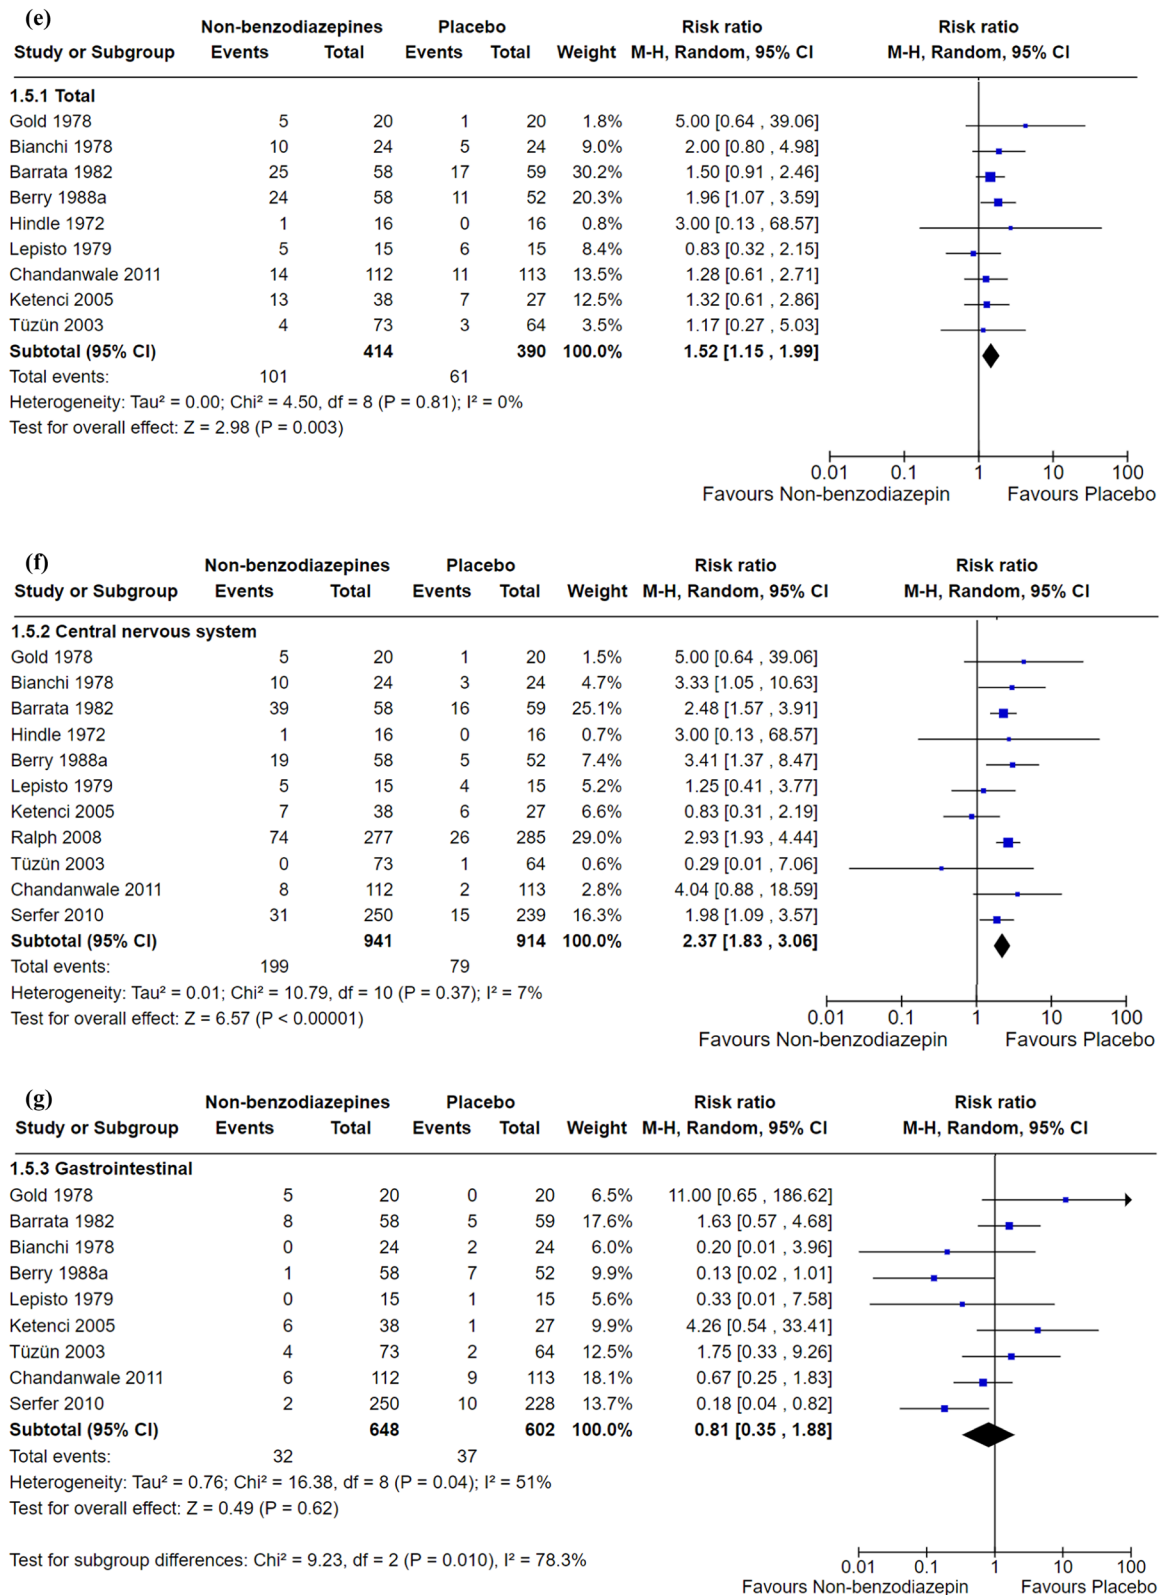 (e)
Non-benzodiazepines Placebo Risk ratio Risk ratio
Study or Subgroup Events Total Events Total Weight M-H, Random, 95% CI M-H, Random, 95% CI
1.5.1 Total
Gold 1978 5 20 1 20 1.8% 5.00 [0.64 , 39.06]
Bianchi 1978 10 24 5 24 9.0% 2.00 [0.80 , 4.98]
Barrata 1982 25 58 17 59 30.2% 1.50 [0.91 , 2.46]
Berry 1988a 24 58 11 52 20.3% 1.96 [1.07 , 3.59]
Hindle 1972 1 16 0 16 0.8% 3.00 [0.13 , 68.57]
Lepisto 1979 5 15 6 15 8.4% 0.83 [0.32 , 2.15]
Chandanwale 2011 14 112 11 113 13.5% 1.28 [0.61 , 2.71]
Ketenci 2005 13 38 7 27 12.5% 1.32 [0.61 , 2.86]
Tüzün 2003 4 73 3 64 3.5% 1.17 [0.27 , 5.03]
Subtotal (95% CI) 414 390 100.0% 1.52 [1.15 , 1.99]
Total events: 101 61
Heterogeneity: Tau² = 0.00; Chi² = 4.50, df = 8 (P = 0.81); I² = 0%
Test for overall effect: Z = 2.98 (P = 0.003)
0.01 0.1 1 10 100
Favours Non-benzodiazepin Favours Placebo
(f)
Non-benzodiazepines Placebo Risk ratio Risk ratio
Study or Subgroup Events Total Events Total Weight M-H, Random, 95% CI M-H, Random, 95% CI
1.5.2 Central nervous system
Gold 1978 5 20 1 20 1.5% 5.00 [0.64 , 39.06]
Bianchi 1978 10 24 3 24 4.7% 3.33 [1.05 , 10.63]
Barrata 1982 39 58 16 59 25.1% 2.48 [1.57 , 3.91]
Hindle 1972 1 16 0 16 0.7% 3.00 [0.13 , 68.57]
Berry 1988a 19 58 5 52 7.4% 3.41 [1.37 , 8.47]
Lepisto 1979 5 15 4 15 5.2% 1.25 [0.41 , 3.77]
Ketenci 2005 7 38 6 27 6.6% 0.83 [0.31 , 2.19]
Ralph 2008 74 277 26 285 29.0% 2.93 [1.93 , 4.44]
Tüzün 2003 0 73 1 64 0.6% 0.29 [0.01 , 7.06]
Chandanwale 2011 8 112 2 113 2.8% 4.04 [0.88 , 18.59]
Serfer 2010 31 250 15 239 16.3% 1.98 [1.09 , 3.57]
Subtotal (95% CI) 941 914 100.0% 2.37 [1.83 , 3.06]
Total events: 199 79
Heterogeneity: Tau² = 0.01; Chi² = 10.79, df = 10 (P = 0.37); I² = 7%
Test for overall effect: Z = 6.57 (P < 0.00001)
0.01 0.1 1 10 100
Favours Non-benzodiazepin Favours Placebo
(g)
Non-benzodiazepines Placebo Risk ratio Risk ratio
Study or Subgroup Events Total Events Total Weight M-H, Random, 95% CI M-H, Random, 95% CI
1.5.3 Gastrointestinal
Gold 1978 5 20 0 20 6.5% 11.00 [0.65 , 186.62]
Barrata 1982 8 58 5 59 17.6% 1.63 [0.57 , 4.68]
Bianchi 1978 0 24 2 24 6.0% 0.20 [0.01 , 3.96]
Berry 1988a 1 58 7 52 9.9% 0.13 [0.02 , 1.01]
Lepisto 1979 0 15 1 15 5.6% 0.33 [0.01 , 7.58]
Ketenci 2005 6 38 1 27 9.9% 4.26 [0.54 , 33.41]
Tüzün 2003 4 73 2 64 12.5% 1.75 [0.33 , 9.26]
Chandanwale 2011 6 112 9 113 18.1% 0.67 [0.25 , 1.83]
Serfer 2010 2 250 10 228 13.7% 0.18 [0.04 , 0.82]
Subtotal (95% CI) 648 602 100.0% 0.81 [0.35 , 1.88]
Total events: 32 37
Heterogeneity: Tau² = 0.76; Chi² = 16.38, df = 8 (P = 0.04); I² = 51%
Test for overall effect: Z = 0.49 (P = 0.62)
Test for subgroup differences: Chi² = 9.23, df = 2 (P = 0.010), I² = 78.3%
0.01 0.1 1 10 100
Favours Non-benzodiazepin Favours Placebo